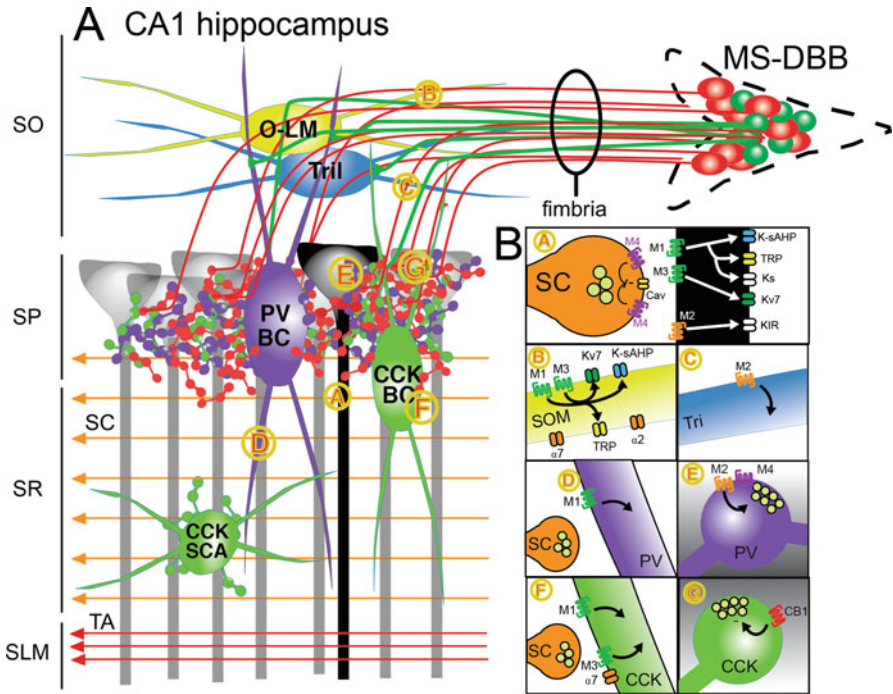 A CA1 hippocampus
MS-DBB
SO
B
O-LM
TriI
C
fimbria
SP
E
G
PV
BC
CCK
BC
A
F
SC
D
SR
CCK
SCA
TA
SLM
B
A
SC
M4
Cav
M4
M1
M3
M2
K-sAHP
TRP
Ks
Kv7
KIR
B
M1
M3
Kv7
K-sAHP
SOM
α7
TRP
α2
C
M2
Tri
D
M1
SC
PV
E
M2
M4
PV
F
M1
SC
M3
α7
CCK
G
CB1
-
CCK